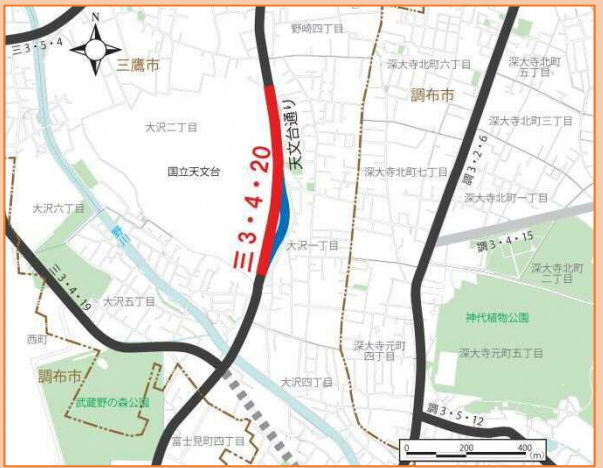 三3・5・4
N
三鷹市
野崎四丁目
深大寺北町六丁目
深大寺北町
五丁目
調布市
大沢二丁目
天文台通り
深大寺北町三丁目
国立天文台
三3・4・20
深大寺北町七丁目
調3・2・6
深大寺北町一丁目
大沢六丁目
野川
大沢一丁目
調3・4・15
深大寺北町
二丁目
三3・4・19
大沢五丁目
神代植物公園
西町
深大寺元町
四丁目
深大寺元町五丁目
調布市
大沢四丁目
武蔵野の森公園
調3・5・12
富士見町四丁目
0 200 400
(m)